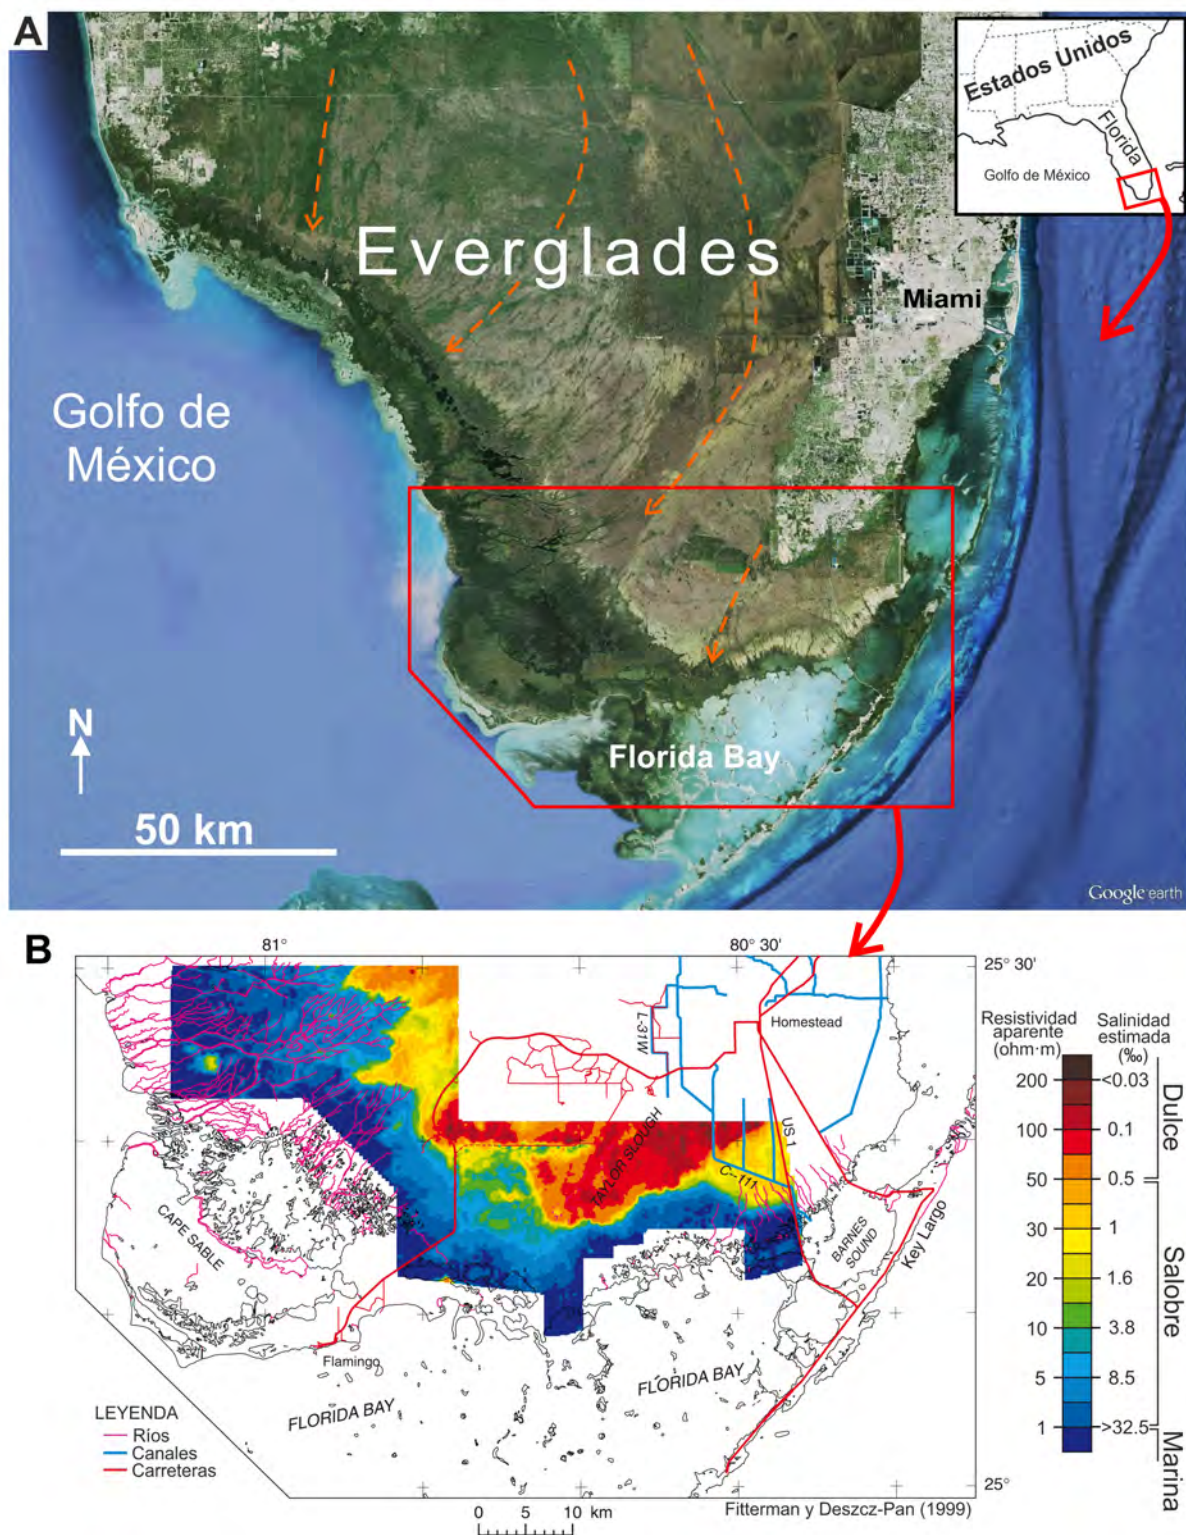 A
Estados Unidos
Florida
Golfo de México
Everglades
Miami
Golfo de
México
N
Florida Bay
50 km
Google earth
B
81°
80° 30'
25° 30'
L-31W
Homestead
Resistividad
aparente
(ohm·m)
Salinidad
estimada
(‰)
200
<0.03
100
0.1
50
0.5
30
1
20
1.6
10
3.8
5
8.5
1
>32.5
Dulce
Salobre
Marina
TAYLOR SLOUGH
US 1
C-111
CAPE SABLE
BARNES
SOUND
Key Largo
Flamingo
FLORIDA BAY
FLORIDA BAY
LEYENDA
Ríos
Canales
Carreteras
25°
0 5 10 km
Fitterman y Deszcz-Pan (1999)